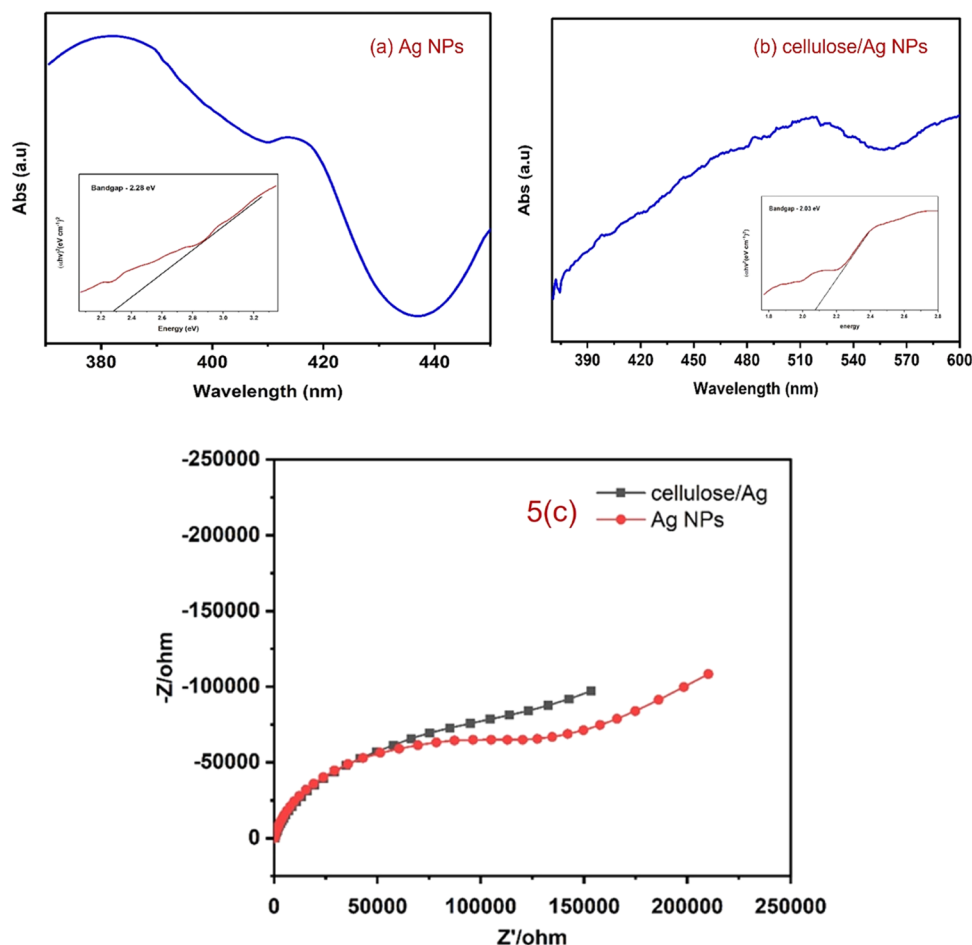 (a) Ag NPs
Abs (a.u)
Bandgap - 2.28 eV
(αhν)²(eV cm⁻¹)²
2.2 2.4 2.6 2.8 3.0 3.2
Energy (eV)
380 400 420 440
Wavelength (nm)
(b) cellulose/Ag NPs
Abs (a.u)
Bandgap - 2.03 eV
1.8 2.0 2.2 2.4 2.6 2.8
energy
390 420 450 480 510 540 570 600
Wavelength (nm)
5(c)
cellulose/Ag
Ag NPs
-Z/ohm
-250000
-200000
-150000
-100000
-50000
0
0 50000 100000 150000 200000 250000
Z'/ohm